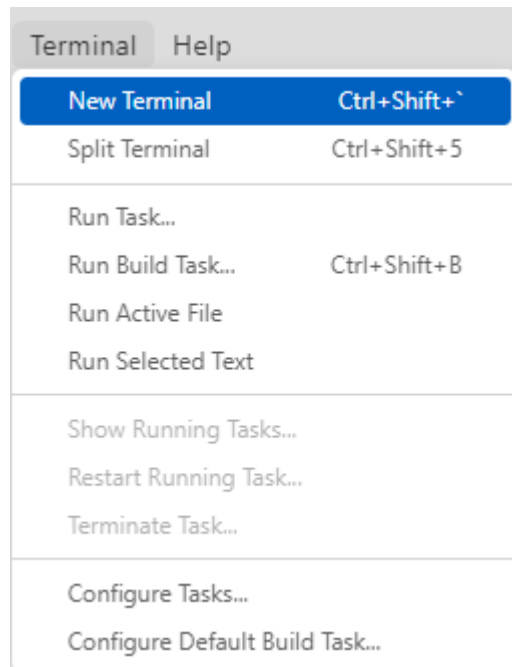 Terminal Help
New Terminal Ctrl+Shift+`
Split Terminal Ctrl+Shift+5
Run Task...
Run Build Task... Ctrl+Shift+B
Run Active File
Run Selected Text
Show Running Tasks...
Restart Running Task...
Terminate Task...
Configure Tasks...
Configure Default Build Task...